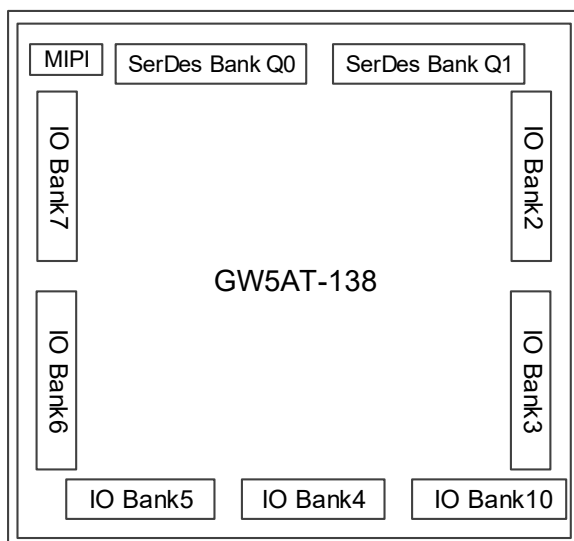 MIPI
SerDes Bank Q0
SerDes Bank Q1
IO Bank7
IO Bank2
GW5AT-138
IO Bank6
IO Bank3
IO Bank5
IO Bank4
IO Bank10